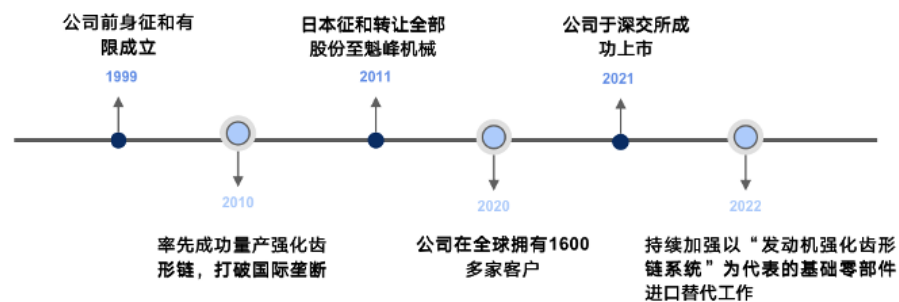 公司前身征和有
限成立
1999
日本征和转让全部
股份至魁峰机械
2011
公司于深交所成
功上市
2021
2010
率先成功量产强化齿
形链，打破国际垄断
2020
公司在全球拥有1600
多家客户
2022
持续加强以“发动机强化齿形
链系统”为代表的基础零部件
进口替代工作